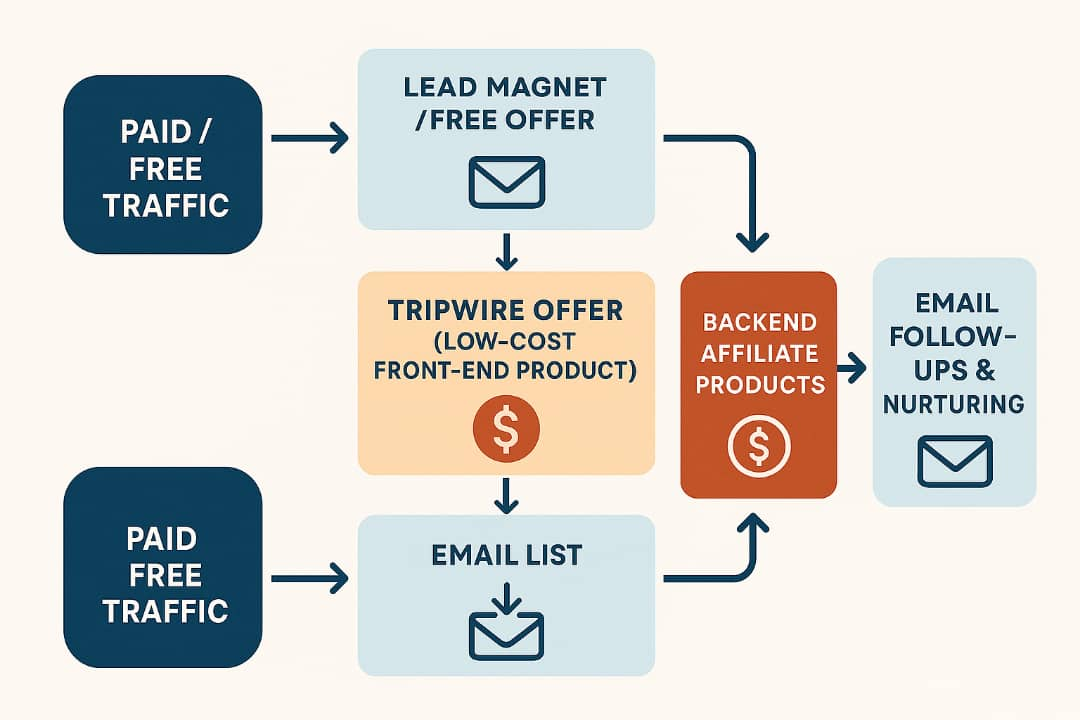 PAID /
FREE
TRAFFIC
LEAD MAGNET
/FREE OFFER
TRIPWIRE OFFER
(LOW-COST
FRONT-END PRODUCT)
$
BACKEND
AFFILIATE
PRODUCTS
$
EMAIL
FOLLOW-
UPS &
NURTURING
PAID
FREE
TRAFFIC
EMAIL LIST